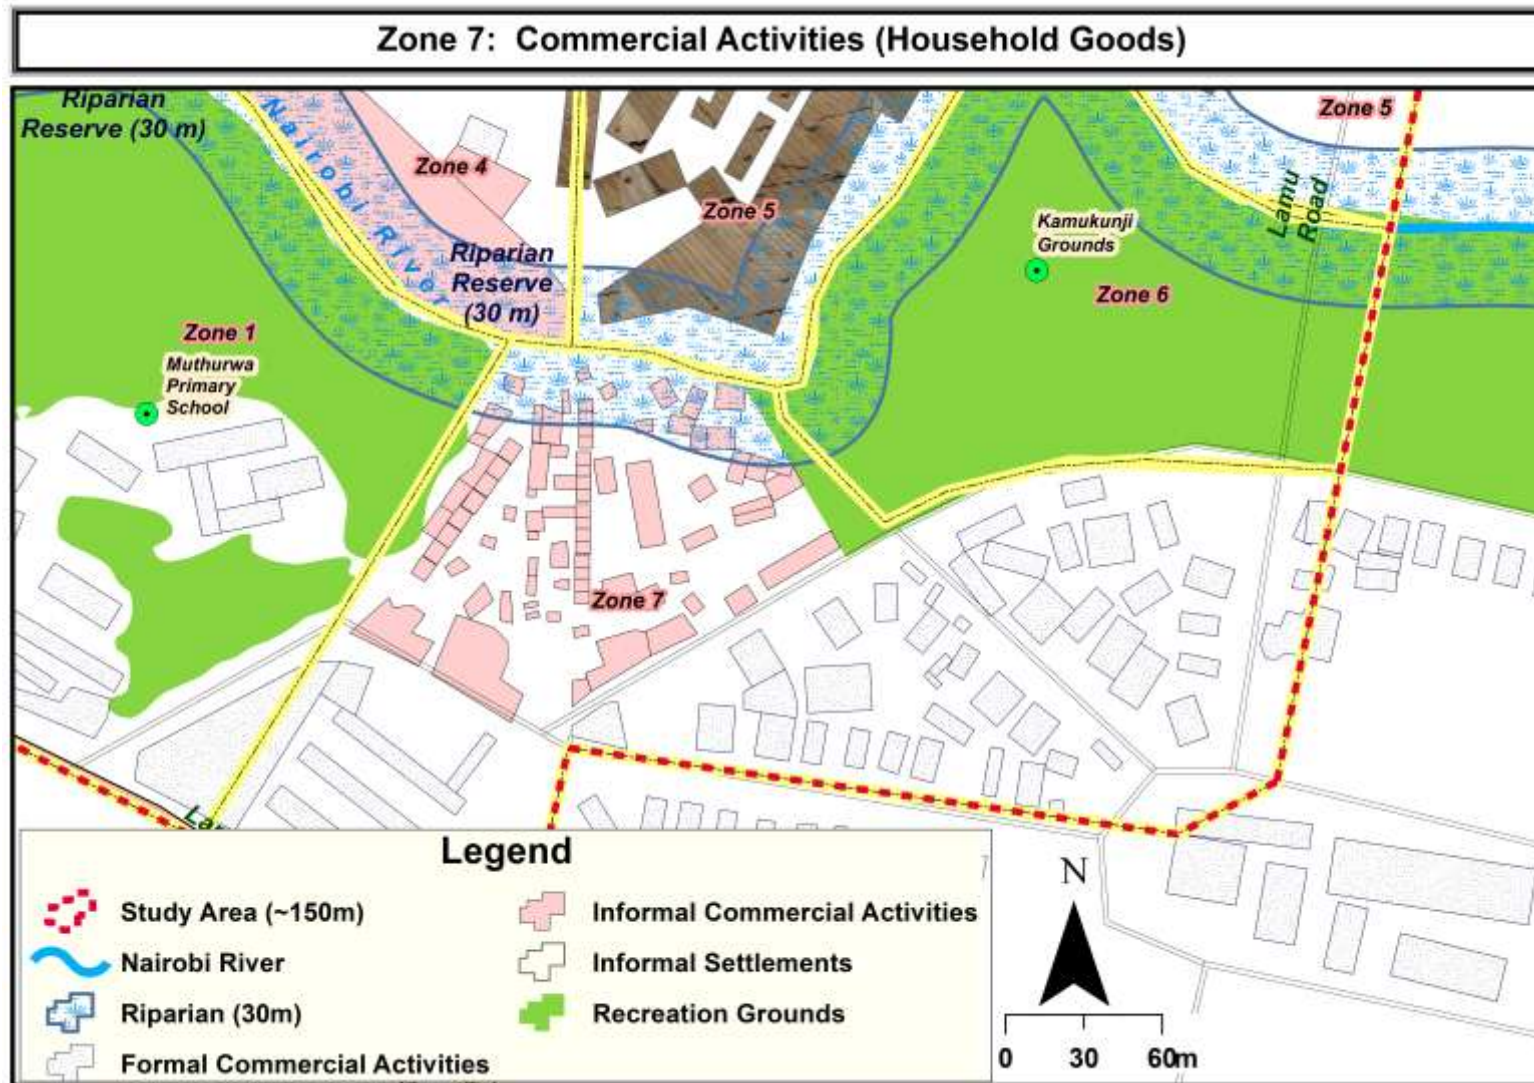 Zone 7: Commercial Activities (Household Goods)
Riparian
Reserve (30 m)
Nairobi River
Zone 4
Zone 5
Zone 5
Lamu
Road
Kamukunji
Grounds
Zone 6
Riparian
Reserve
(30 m)
Zone 1
Muthurwa
Primary
School
Zone 7
Legend
Study Area (~150m)
Nairobi River
Riparian (30m)
Formal Commercial Activities
Informal Commercial Activities
Informal Settlements
Recreation Grounds
N
0 30 60m